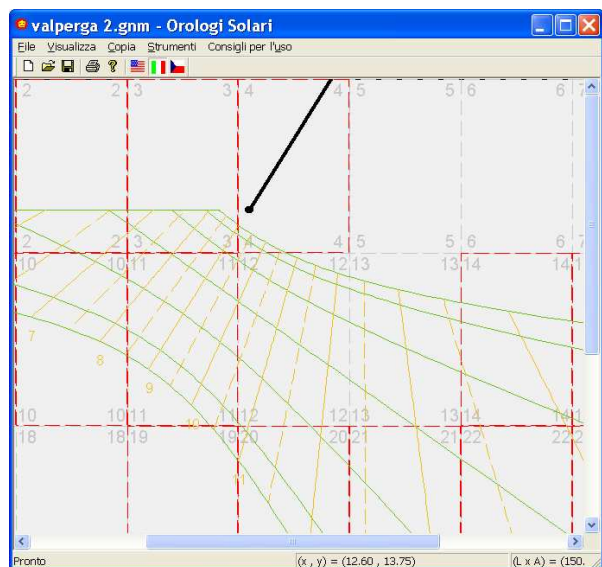 valperga 2.gnm - Orologi Solari
File Visualizza Copia Strumenti Consigli per l'uso
2 2 3 3 4 4 5 5 6 6 7
2 2 3 3 4 4 5 5 6 6 7
10 10 11 11 12 12 13 13 14 14 1
7
8
9
10
10 10 11 11 12 12 13 13 14 14 1
18 18 19 19 20 20 21 21 22 22 2
11
Pronto (x , y) = (12.60 , 13.75) (L x A) = (150.